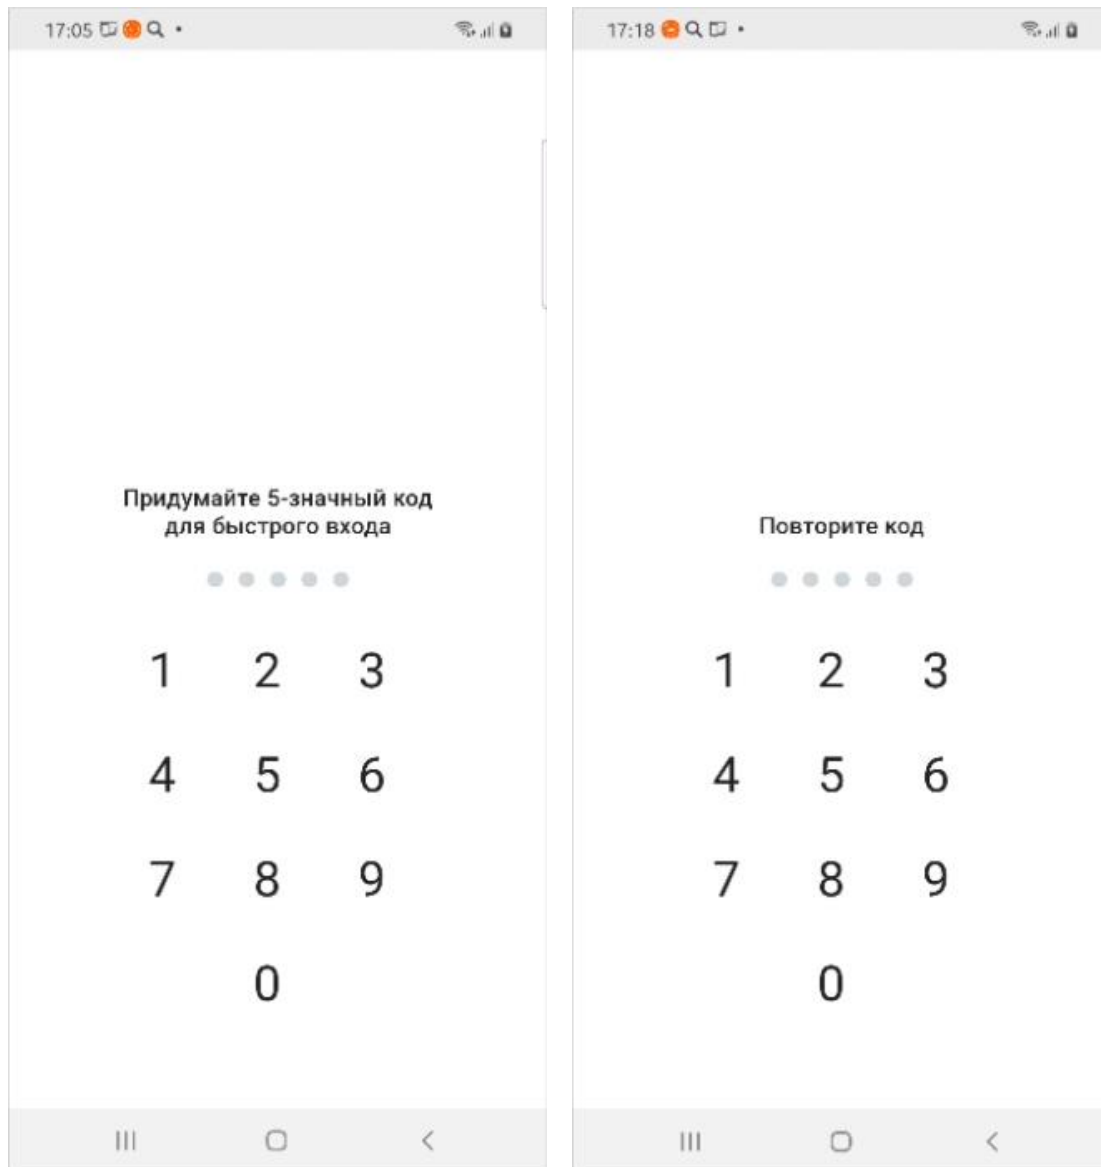 17:05
Придумайте 5-значный код
для быстрого входа
1 2 3
4 5 6
7 8 9
0
17:18
Повторите код
1 2 3
4 5 6
7 8 9
0